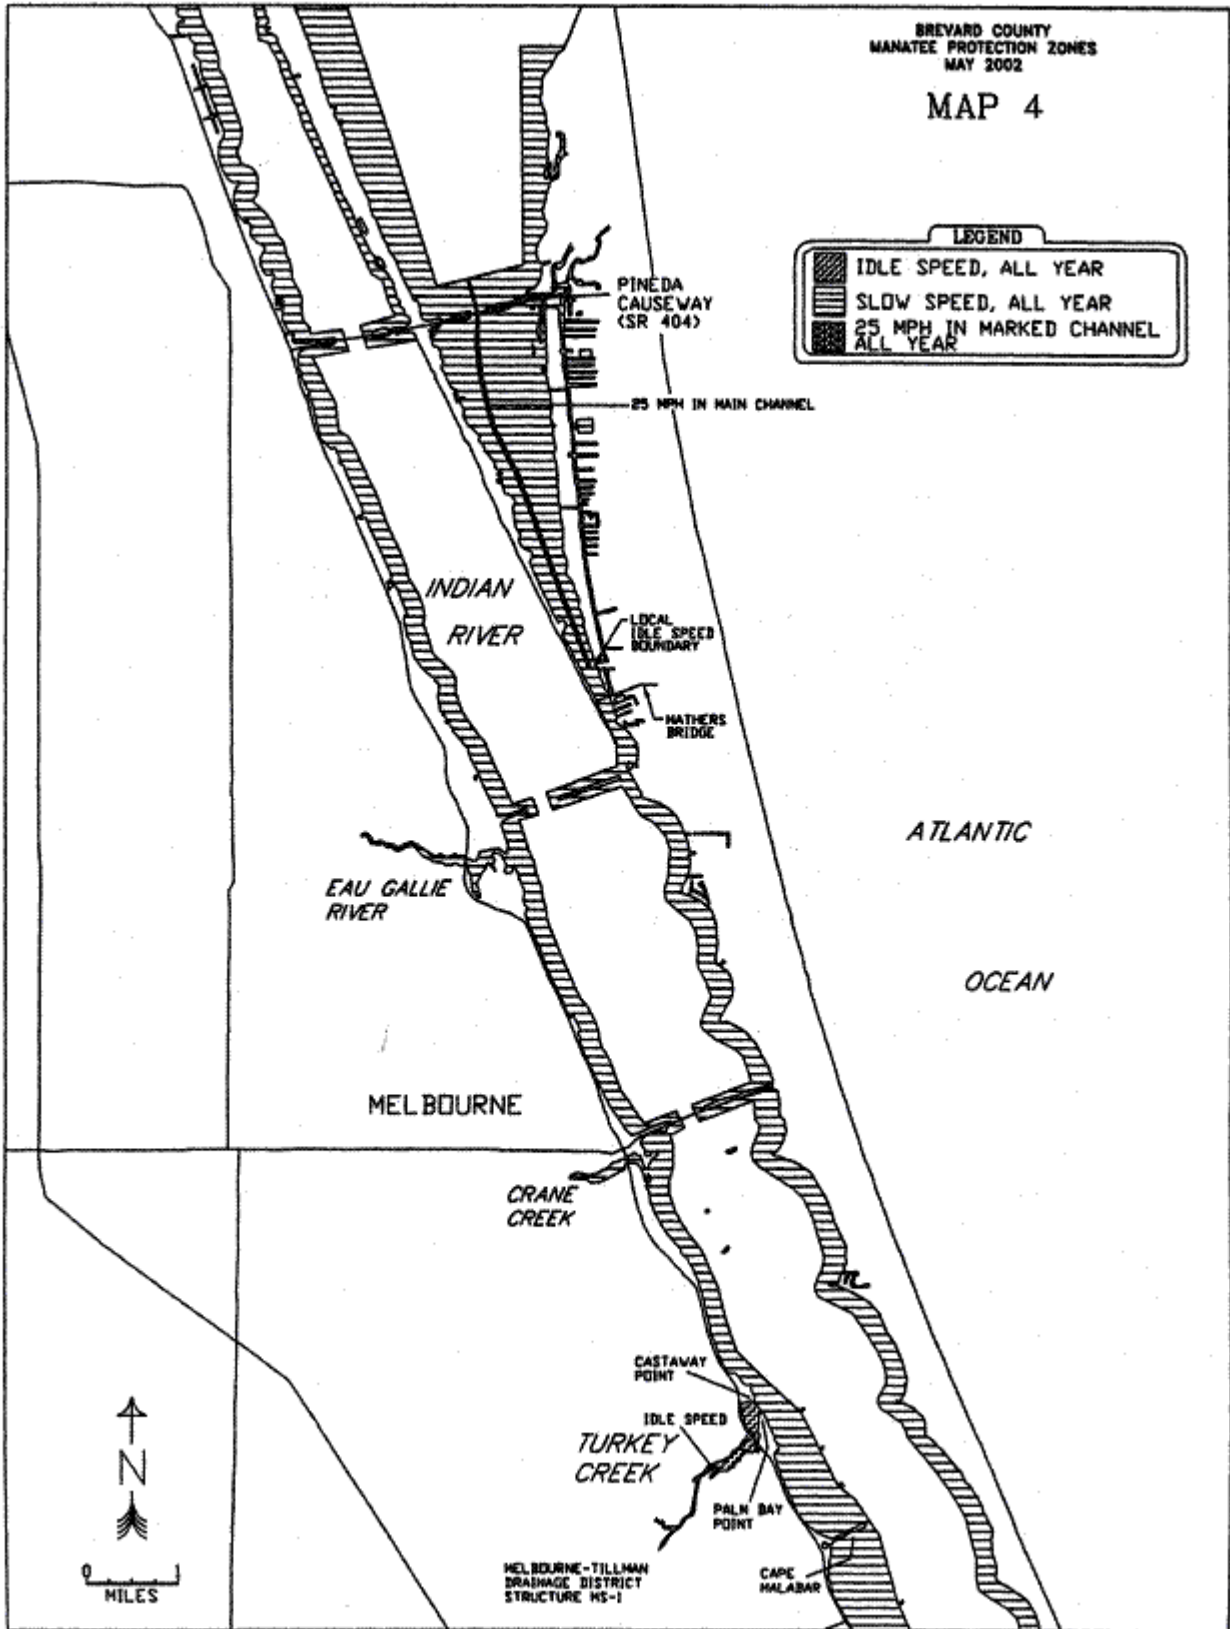 BREVARD COUNTY
MANATEE PROTECTION ZONES
MAY 2002
MAP 4
LEGEND
IDLE SPEED, ALL YEAR
SLOW SPEED, ALL YEAR
25 MPH IN MARKED CHANNEL
ALL YEAR
PINEDA
CAUSEWAY
(SR 404)
25 MPH IN MAIN CHANNEL
INDIAN
RIVER
LOCAL
IDLE SPEED
BOUNDARY
MATHERS
BRIDGE
ATLANTIC
OCEAN
EAU GALLIE
RIVER
MELBOURNE
CRANE
CREEK
CASTAWAY
POINT
IDLE SPEED
TURKEY
CREEK
PALM BAY
POINT
CAPE
MALABAR
MELBOURNE-TILLMAN
DRAINAGE DISTRICT
STRUCTURE MS-1
N
0 1
MILES